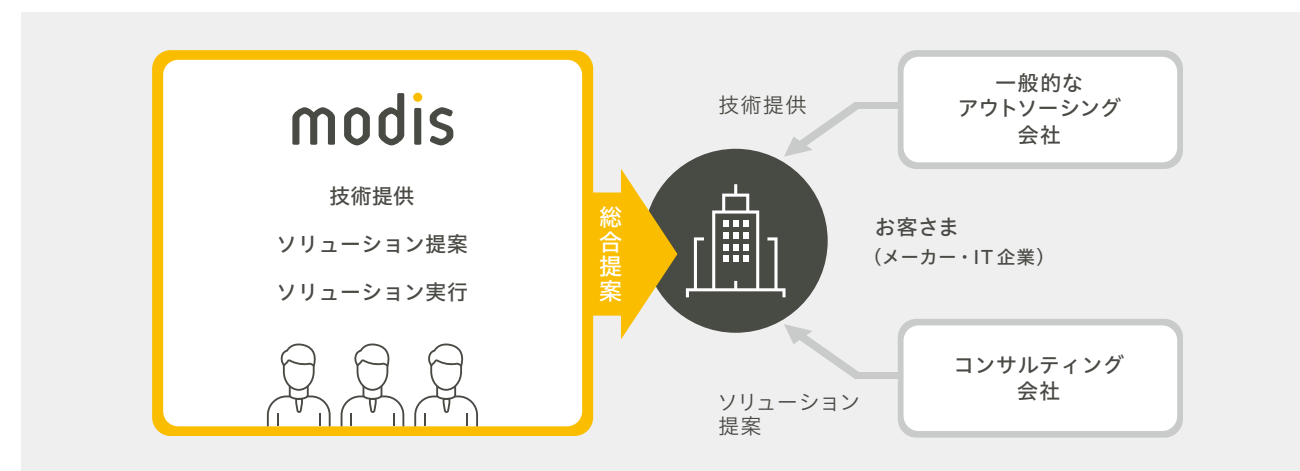 modis
技術提供
ソリューション提案
ソリューション実行
総合提案
技術提供
一般的な
アウトソーシング
会社
お客さま
（メーカー・IT企業）
ソリューション
提案
コンサルティング
会社